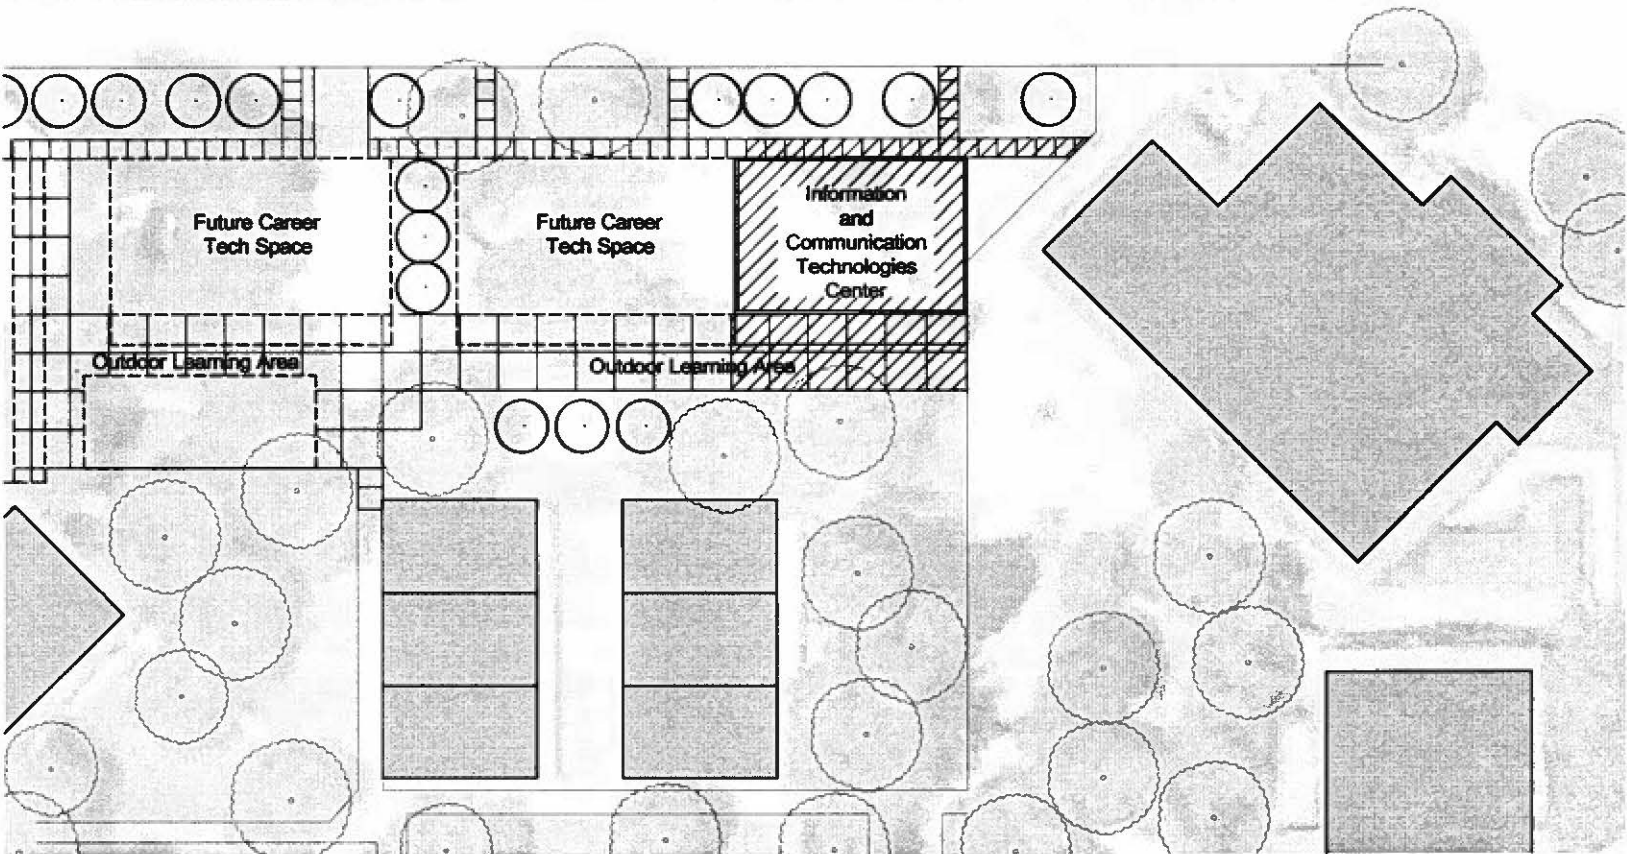 Future Career
Tech Space
Future Career
Tech Space
Information
and
Communication
Technologies
Center
Outdoor Learning Area
Outdoor Learning Area